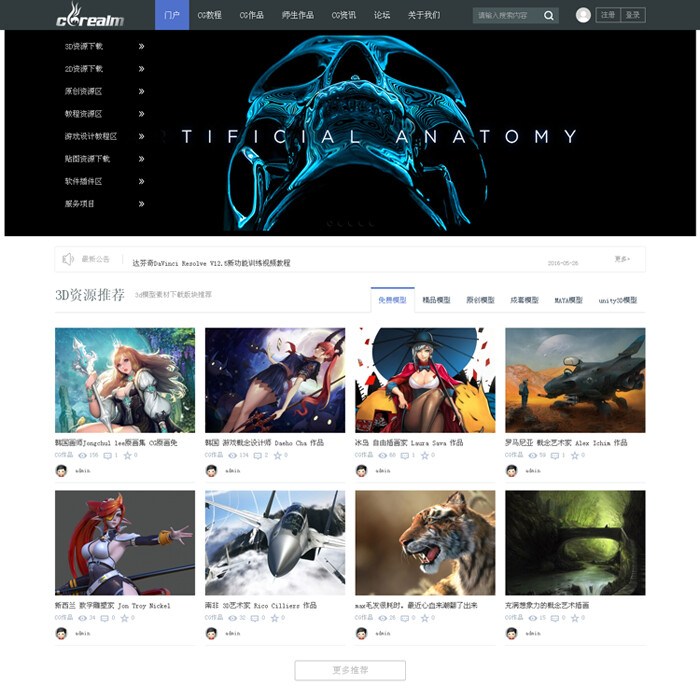 cGrealm
门户 CG教程 CG作品 师生作品 CG资讯 论坛 关于我们 请输入搜索内容 注册 登录
3D资源下载 »
2D资源下载 »
原创资源区 »
教程资源区 »
游戏设计教程区 »
贴图资源下载 »
软件插件区 »
服务项目 »
TIFICIAL ANATOMY
最新公告 达芬奇DaVinci Resolve V12.5新功能训练视频教程 2016-05-26 更多+
3D资源推荐 3d模型素材下载版块推荐 免费模型 精品模型 原创模型 成套模型 MAYA模型 unity3D模型
韩国画师Jongchul lee原画集 CG原画免 韩国 游戏概念设计师 Daeho Cha 作品 冰岛 自由插画家 Laura Sava 作品 罗马尼亚 概念艺术家 Alex Ichim 作品
CG作品 156 1 0 CG作品 134 2 0 CG作品 66 1 0 CG作品 59 1 0
admin admin admin admin
新西兰 数字雕塑家 Jon Troy Nickel 南非 3D艺术家 Rico Cilliers 作品 max毛发很耗时。最近心血来潮翻了出来 充满想象力的概念艺术插画
CG作品 34 0 0 CG作品 30 0 0 CG作品 26 0 0 CG作品 15 0 0
admin admin admin admin
更多推荐